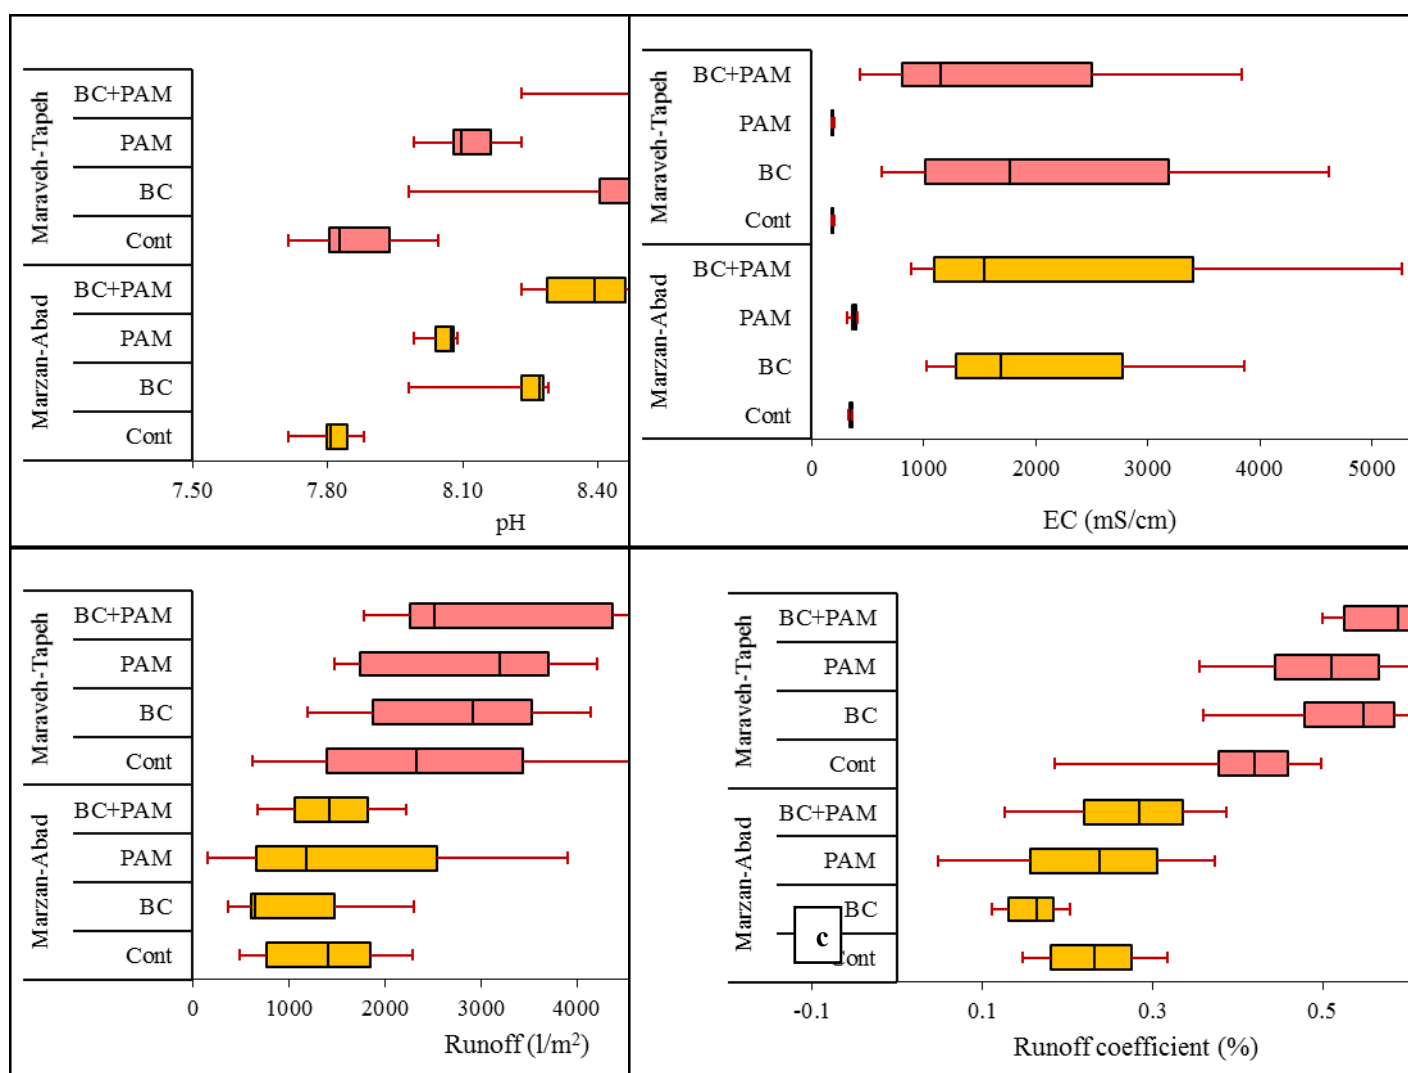 Maraveh-Tapeh
BC+PAM
PAM
BC
Cont
Marzan-Abad
BC+PAM
PAM
BC
Cont
7.50 7.80 8.10 8.40
pH
Maraveh-Tapeh
BC+PAM
PAM
BC
Cont
Marzan-Abad
BC+PAM
PAM
BC
Cont
0 1000 2000 3000 4000 5000
EC (mS/cm)
Maraveh-Tapeh
BC+PAM
PAM
BC
Cont
Marzan-Abad
BC+PAM
PAM
BC
Cont
0 1000 2000 3000 4000
Runoff (l/m²)
Maraveh-Tapeh
BC+PAM
PAM
BC
Cont
Marzan-Abad
BC+PAM
PAM
BC
c
Cont
-0.1 0.1 0.3 0.5
Runoff coefficient (%)